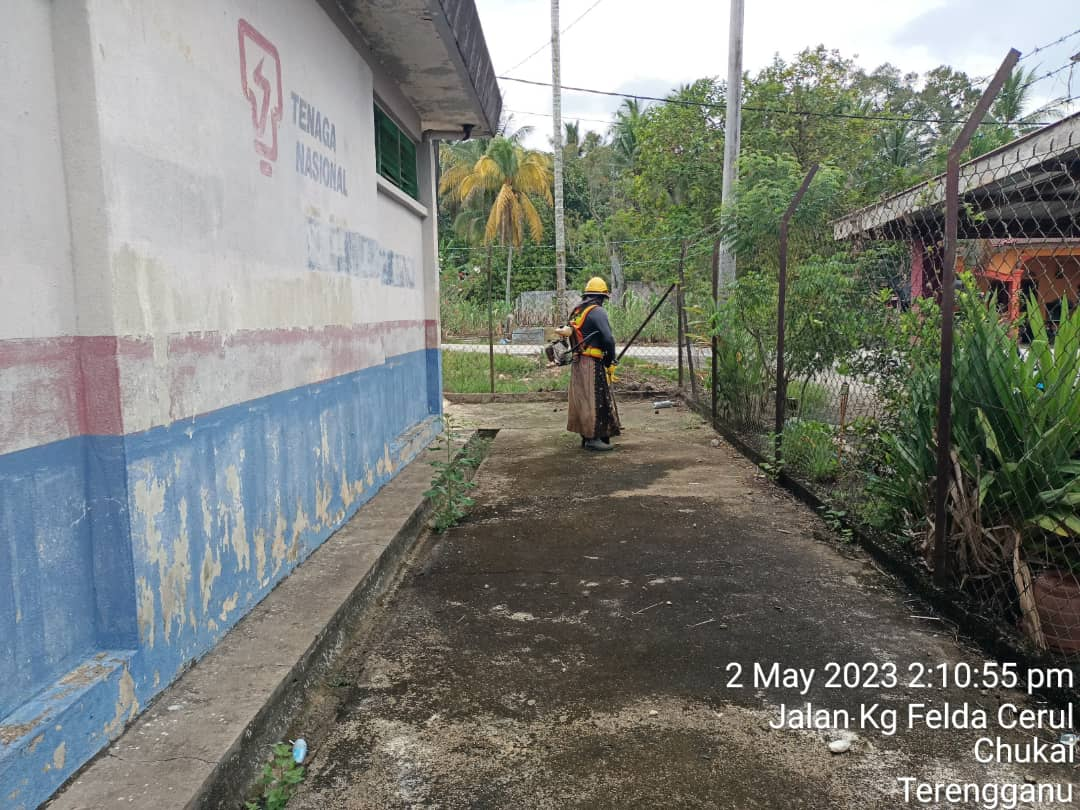 TENAGA
NASIONAL
2 May 2023 2:10:55 pm
Jalan Kg Felda Cerul
Chukai
Terengganu